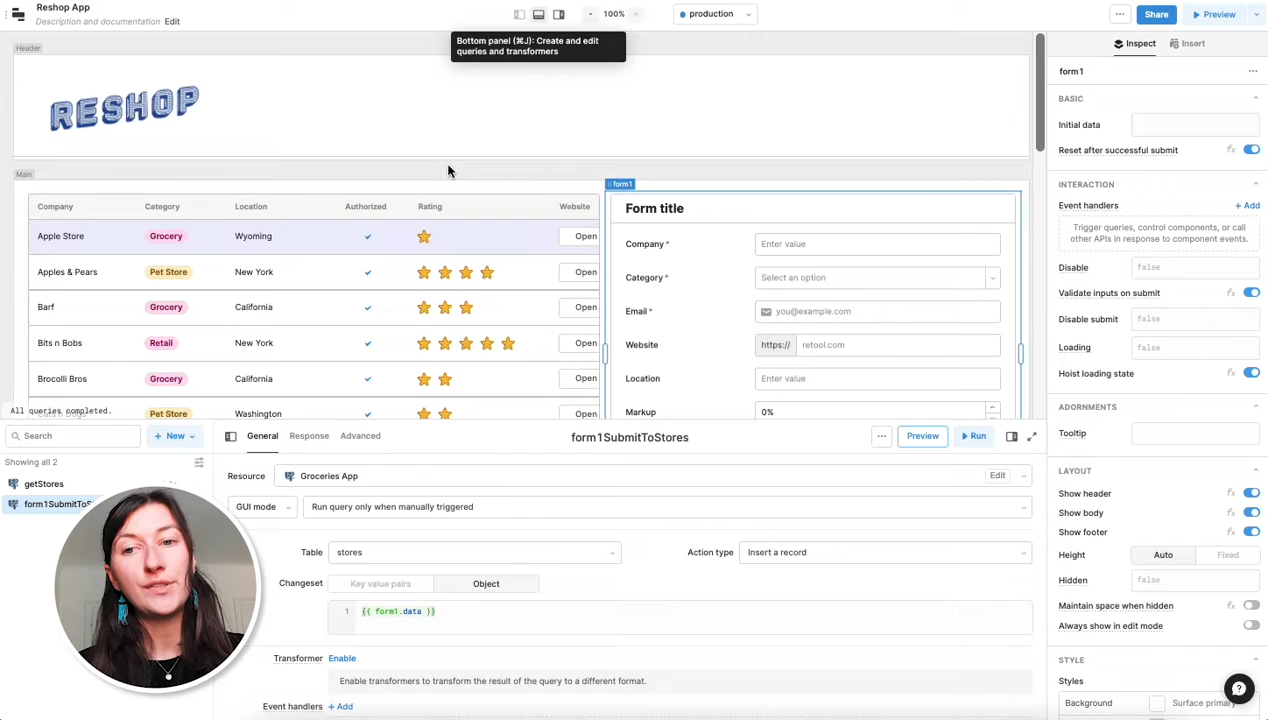 Reshop App
Description and documentation Edit
- 100% +
production
Share
Preview
Bottom panel (⌘J): Create and edit
queries and transformers
Inspect
Insert
Header
RESHOP
form1
BASIC
Initial data
Reset after successful submit
INTERACTION
Event handlers
+ Add
Trigger queries, control components, or call
other APIs in response to component events.
Disable
false
Validate inputs on submit
Disable submit
false
Loading
false
Hoist loading state
ADORNMENTS
Tooltip
LAYOUT
Show header
Show body
Show footer
Height
Auto
Fixed
Hidden
false
Maintain space when hidden
Always show in edit mode
STYLE
Styles
Background
Surface primary
Main
Company Category Location Authorized Rating Website
Apple Store Grocery Wyoming Open
Apples & Pears Pet Store New York Open
Barf Grocery California Open
Bits n Bobs Retail New York Open
Brocolli Bros Grocery California Open
Pet Store Washington
All queries completed.
form1
Form title
Company * Enter value
Category * Select an option
Email * you@example.com
Website https:// retool.com
Location Enter value
Markup 0%
Search
+ New
Showing all 2
getStores
General
Response
Advanced
form1SubmitToStores
Preview
Run
Resource Groceries App Edit
GUI mode Run query only when manually triggered
Table stores Action type Insert a record
Changeset Key value pairs Object
1 {{ form1.data }}
Transformer Enable
Enable transformers to transform the result of the query to a different format.
Event handlers + Add